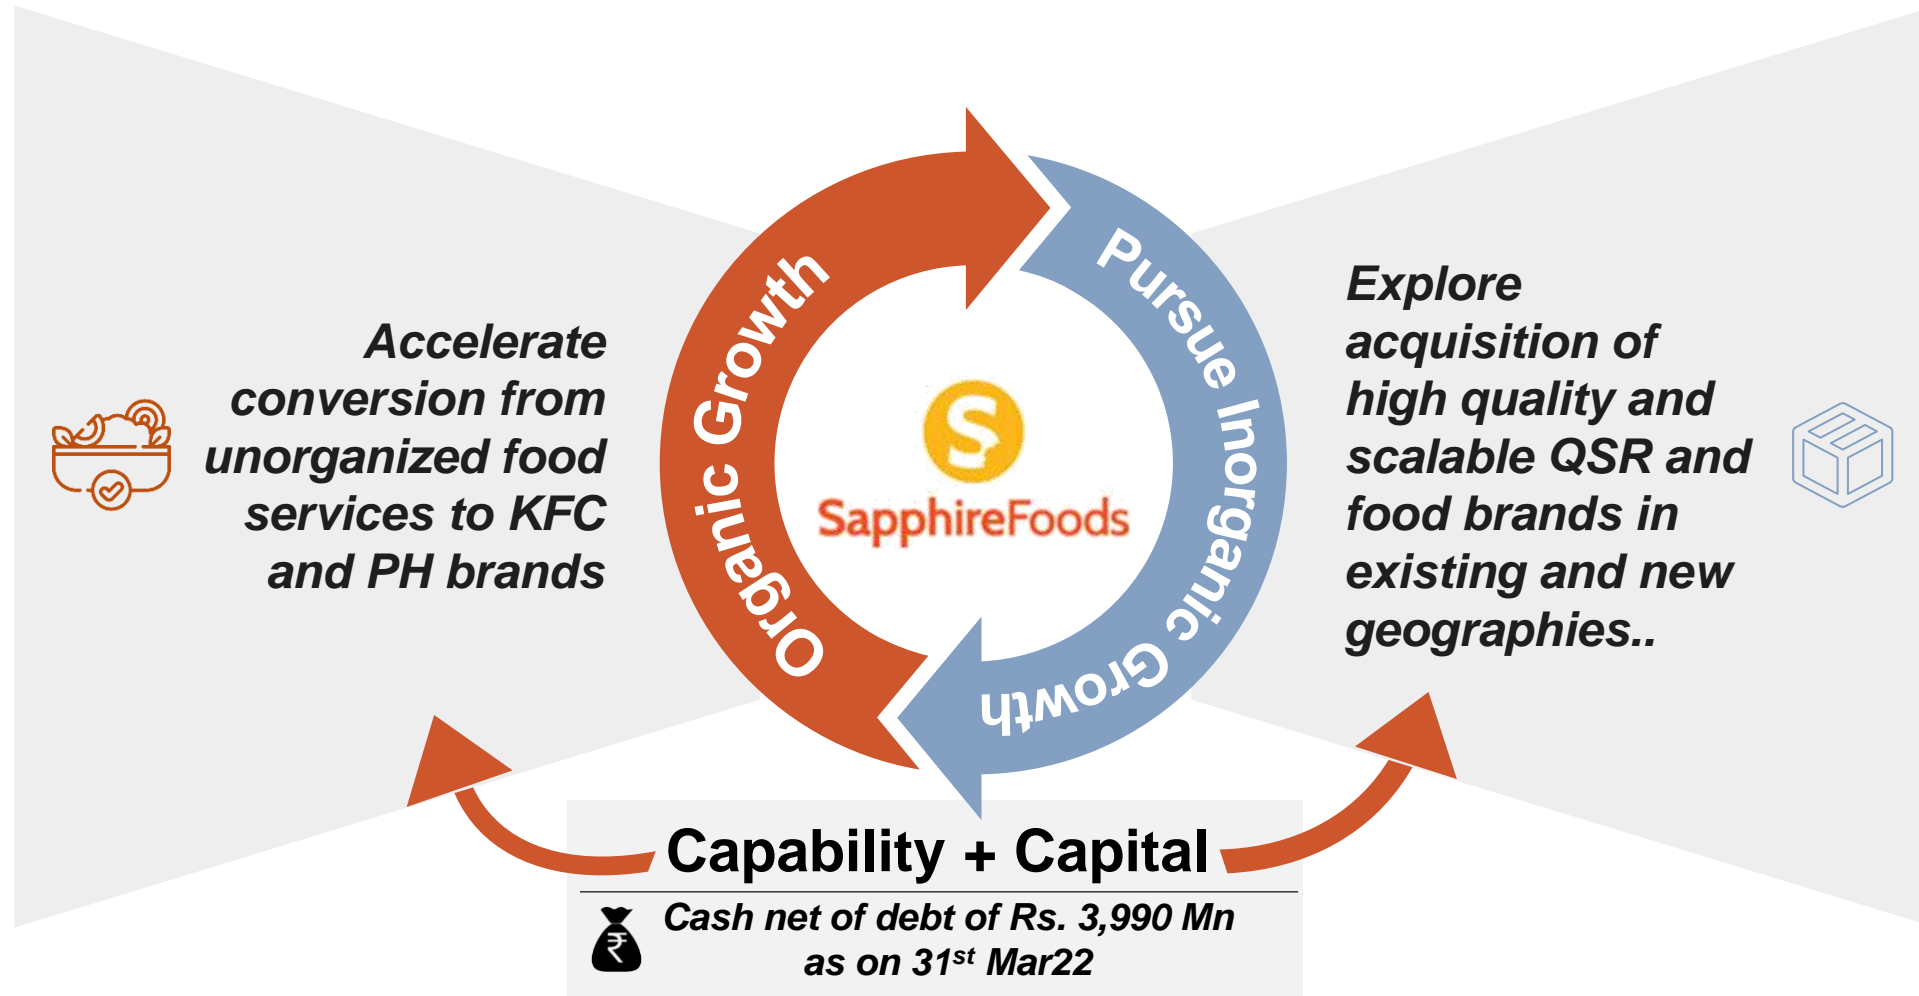 Accelerate
conversion from
unorganized food
services to KFC
and PH brands
Organic Growth
Pursue Inorganic Growth
S
SapphireFoods
Explore
acquisition of
high quality and
scalable QSR and
food brands in
existing and new
geographies..
Capability + Capital
₹
Cash net of debt of Rs. 3,990 Mn
as on 31st Mar22